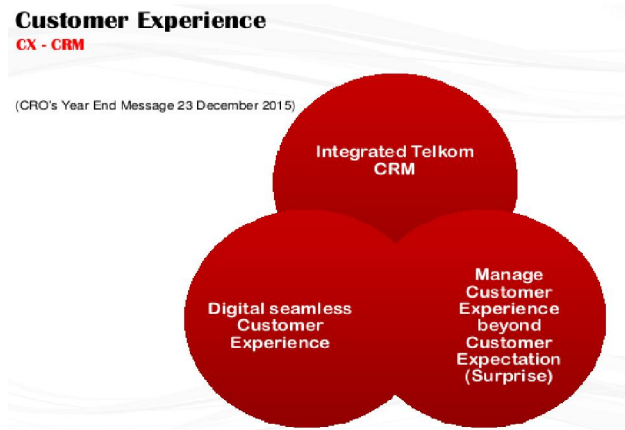 Customer Experience
CX - CRM
(CRO's Year End Message 23 December 2015)
Integrated Telkom
CRM
Digital seamless
Customer
Experience
Manage
Customer
Experience
beyond
Customer
Expectation
(Surprise)